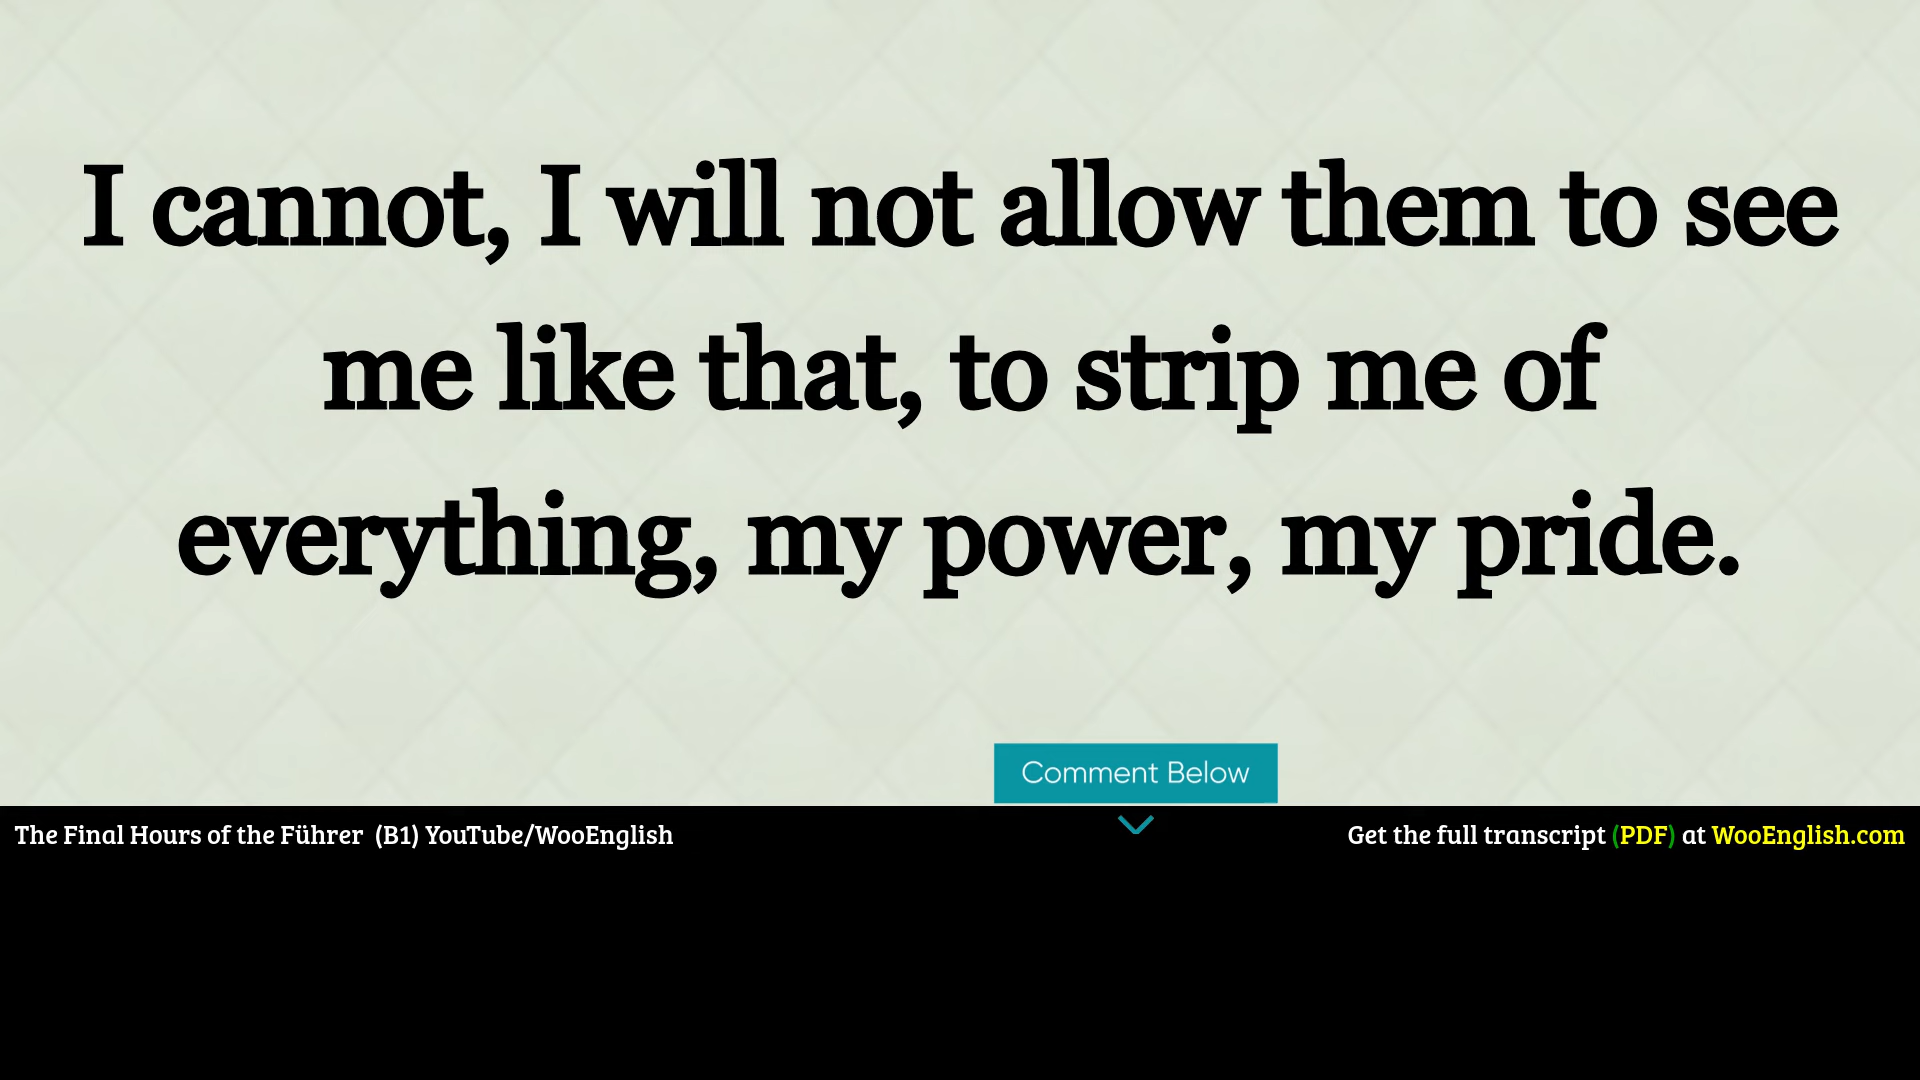 I cannot, I will not allow them to see
me like that, to strip me of
everything, my power, my pride.
Comment Below
The Final Hours of the Führer (B1) YouTube/WooEnglish
Get the full transcript (PDF) at WooEnglish.com